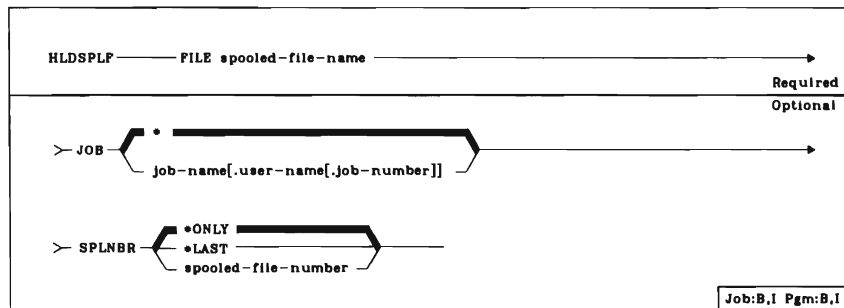 HLDSPLF FILE spooled-file-name
Required
Optional
*
JOB
job-name[.user-name[.job-number]]
*ONLY
SPLNBR *LAST
spooled-file-number
Job:B,I Pgm:B,I